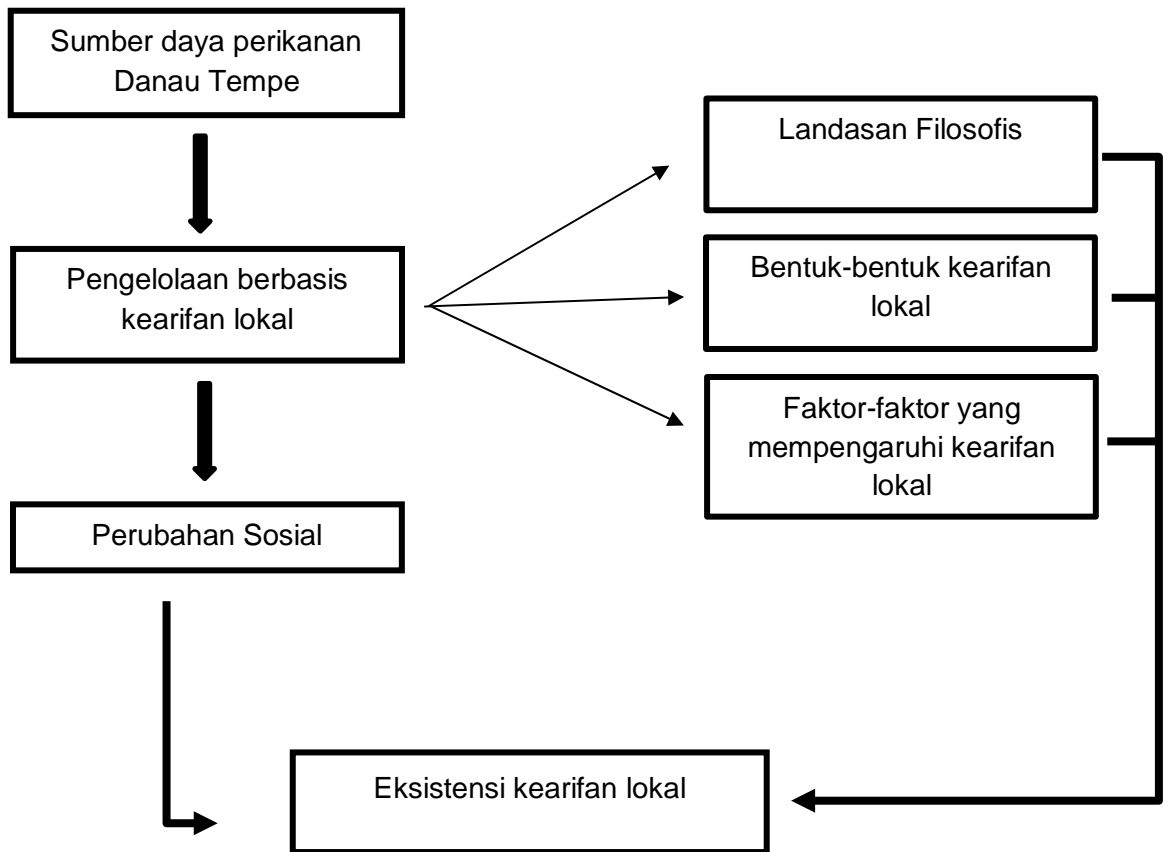 Sumber daya perikanan
Danau Tempe
Pengelolaan berbasis
kearifan lokal
Perubahan Sosial
Landasan Filosofis
Bentuk-bentuk kearifan
lokal
Faktor-faktor yang
mempengaruhi kearifan
lokal
Eksistensi kearifan lokal